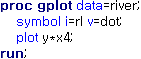 proc gplot data=river;
symbol i=rl v=dot;
plot y*x4;
run;